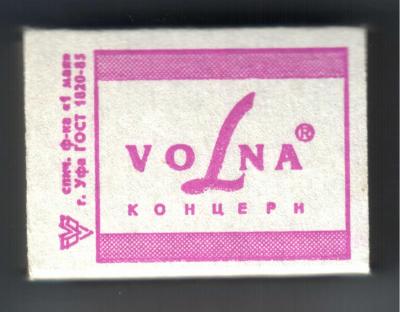 спич. ф-ка «1 мая»
г. Уфа ГОСТ 1820-85
VOLNA®
КОНЦЕРН